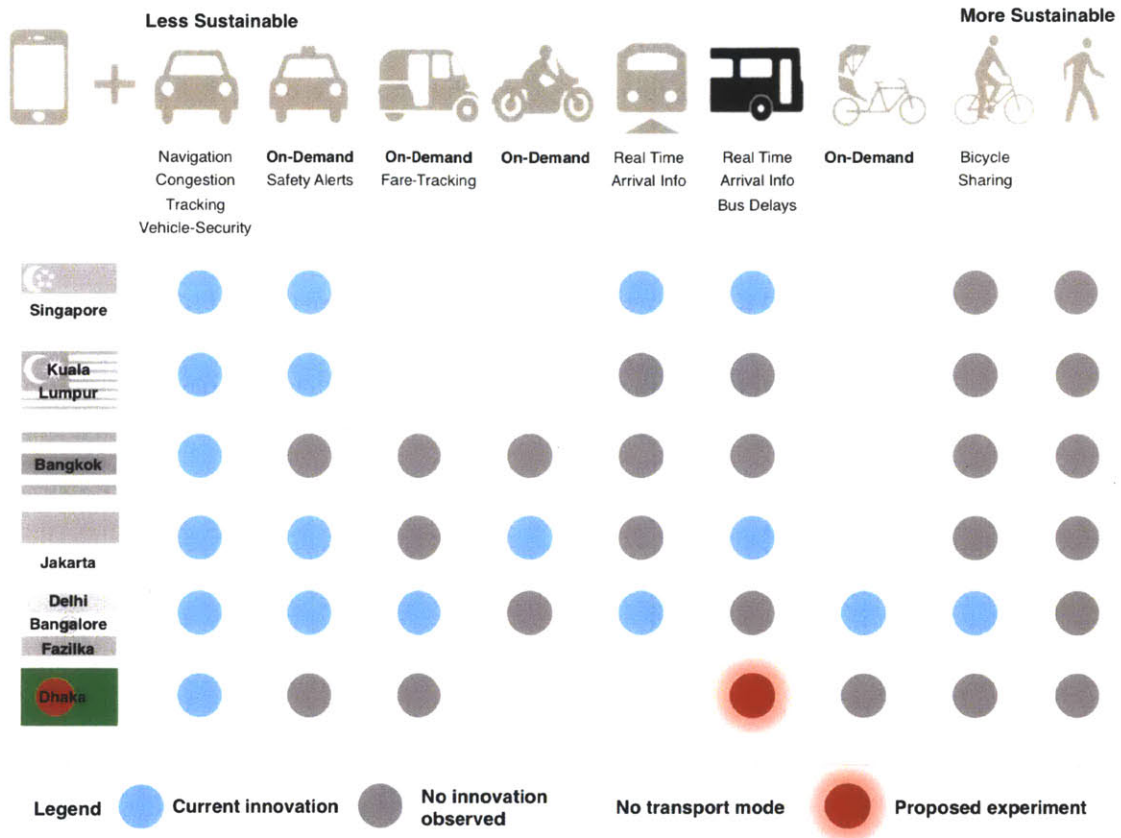 Less Sustainable
More Sustainable
Navigation
Congestion
Tracking
Vehicle-Security
On-Demand
Safety Alerts
On-Demand
Fare-Tracking
On-Demand
Real Time
Arrival Info
Real Time
Arrival Info
Bus Delays
On-Demand
Bicycle
Sharing
Singapore
Kuala
Lumpur
Bangkok
Jakarta
Delhi
Bangalore
Fazilka
Dhaka
Legend
Current innovation
No innovation
observed
No transport mode
Proposed experiment